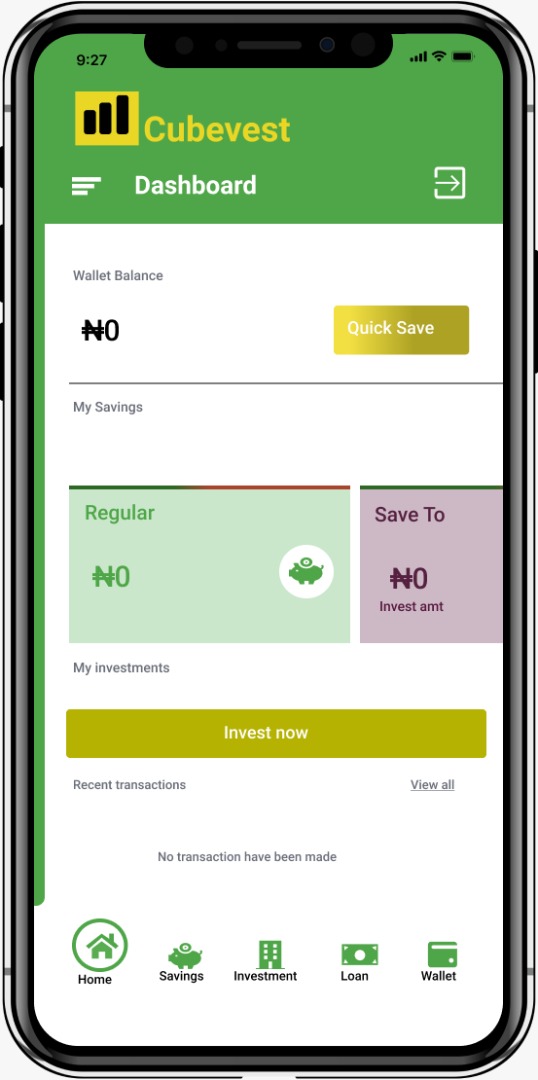 9:27
Cubevest
Dashboard
Wallet Balance
₦0
Quick Save
My Savings
Regular
₦0
Save To
₦0
Invest amt
My investments
Invest now
Recent transactions
View all
No transaction have been made
Home
Savings
Investment
Loan
Wallet